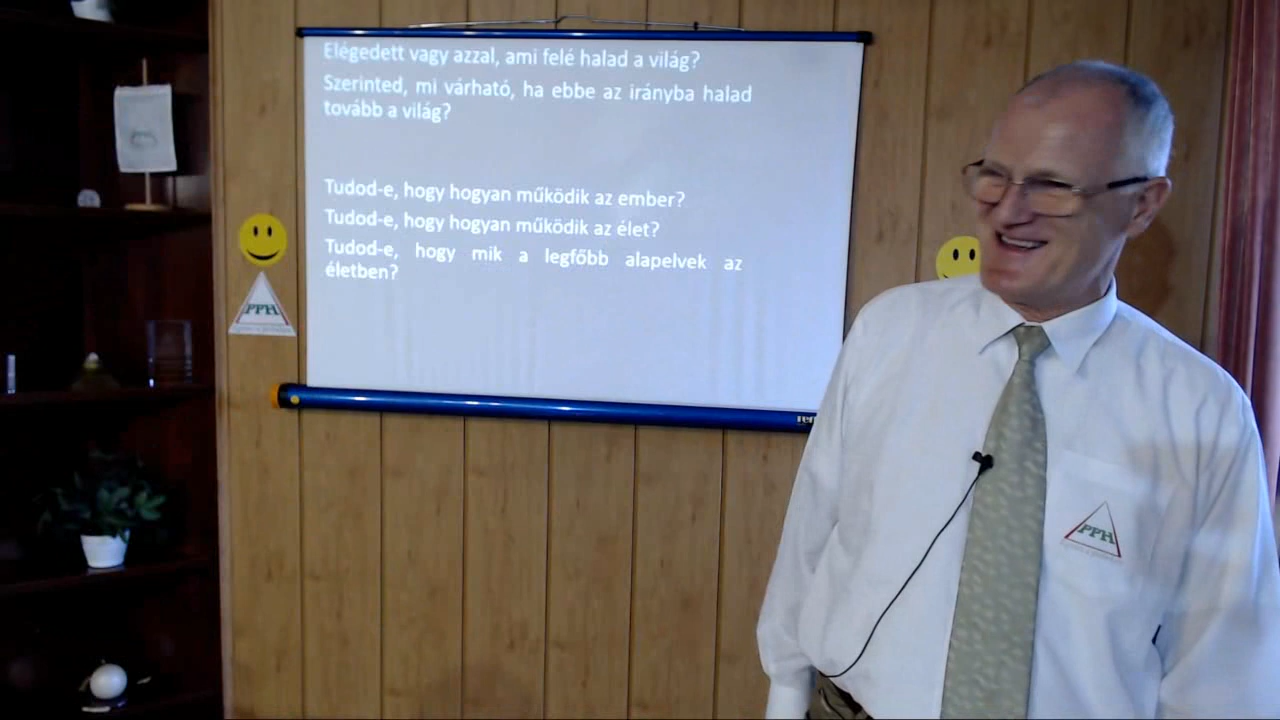 Elégedett vagy azzal, ami felé halad a világ?
Szerinted, mi várható, ha ebbe az irányba halad
tovább a világ?
Tudod-e, hogy hogyan működik az ember?
Tudod-e, hogy hogyan működik az élet?
Tudod-e, hogy mik a legfőbb alapelvek az
életben?
PPH
PPH